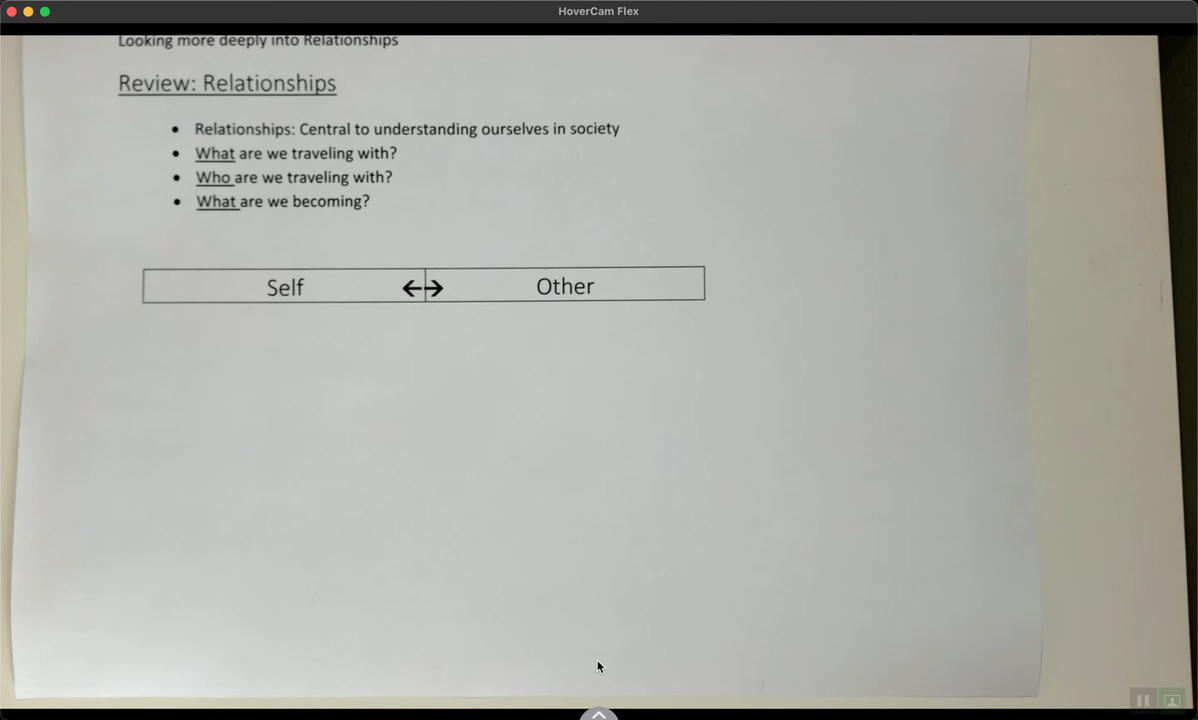 HoverCam Flex
Looking more deeply into Relationships
Review: Relationships
• Relationships: Central to understanding ourselves in society
• What are we traveling with?
• Who are we traveling with?
• What are we becoming?
Self ←→ Other